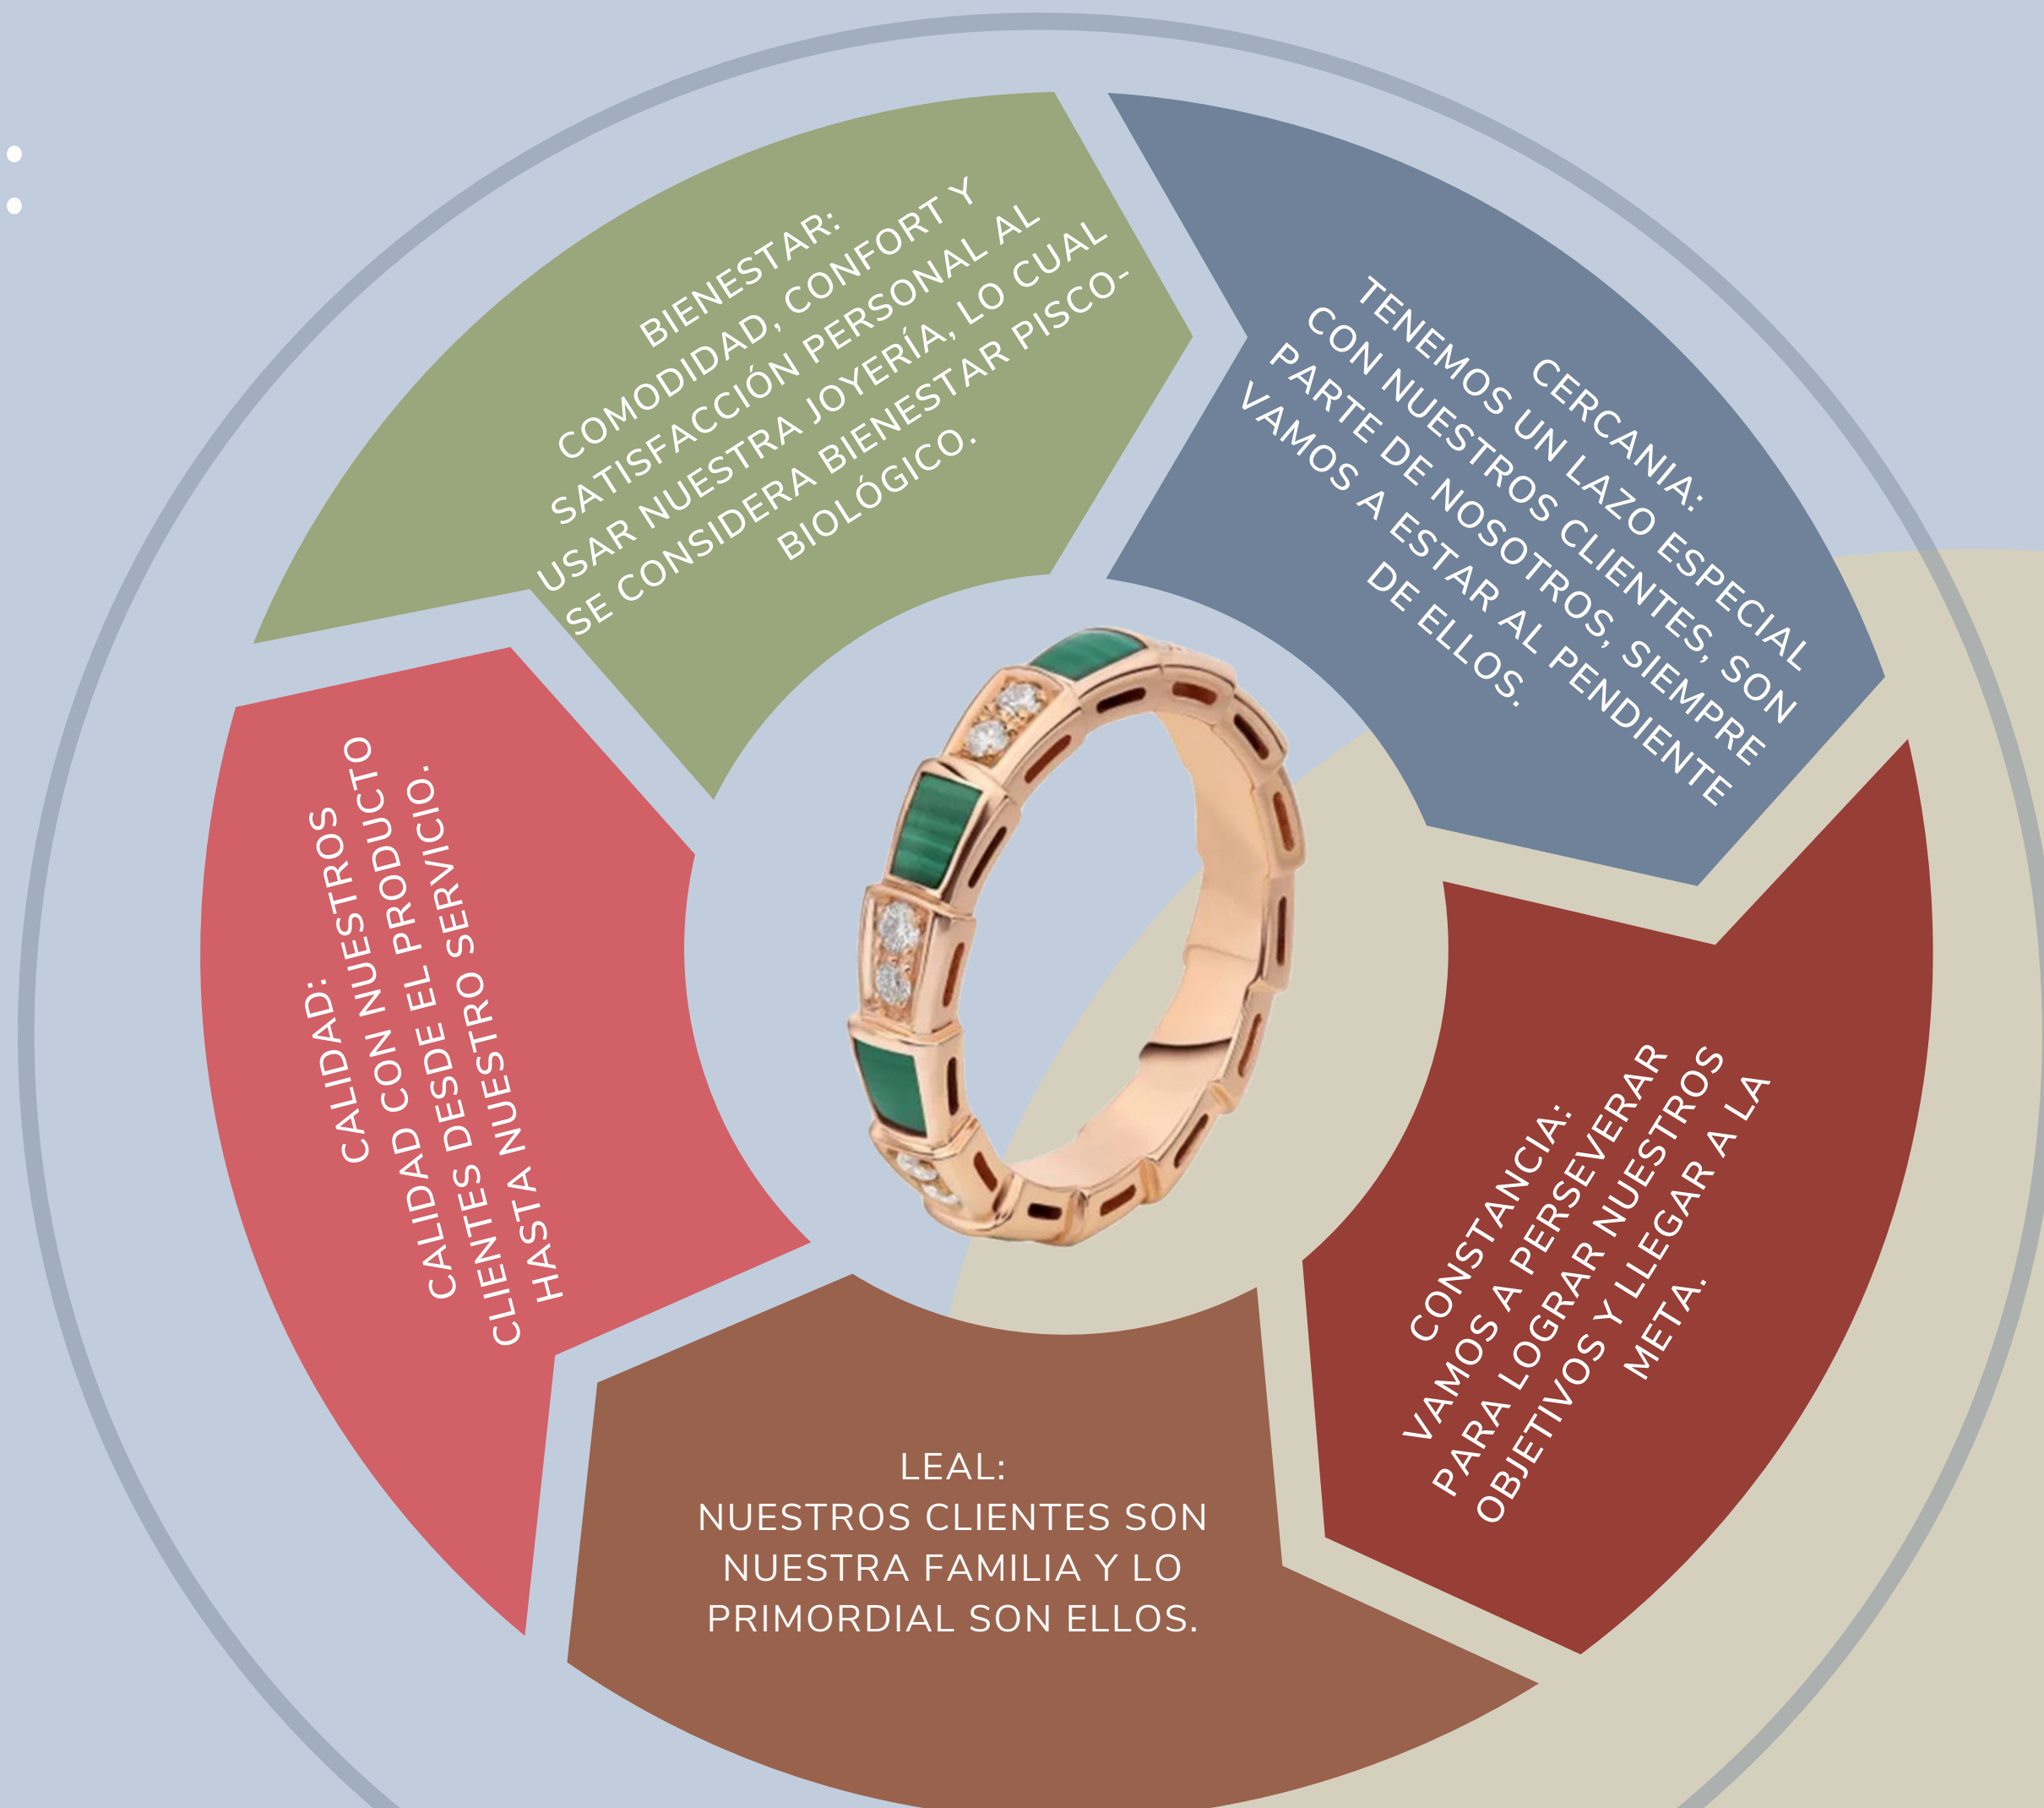 BIENESTAR:
COMODIDAD, CONFORT Y
SATISFACCIÓN PERSONAL AL
USAR NUESTRA JOYERÍA, LO CUAL
SE CONSIDERA BIENESTAR PISCO-
BIOLÓGICO.
CERCANIA:
TENEMOS UN LAZO ESPECIAL
CON NUESTROS CLIENTES, SON
PARTE DE NOSOTROS, SIEMPRE
VAMOS A ESTAR AL PENDIENTE
DE ELLOS.
CONSTANCIA:
VAMOS A PERSEVERAR
PARA LOGRAR NUESTROS
OBJETIVOS Y LLEGAR A LA
META.
LEAL:
NUESTROS CLIENTES SON
NUESTRA FAMILIA Y LO
PRIMORDIAL SON ELLOS.
CALIDAD:
CALIDAD CON NUESTROS
CLIENTES DESDE EL PRODUCTO
HASTA NUESTRO SERVICIO.